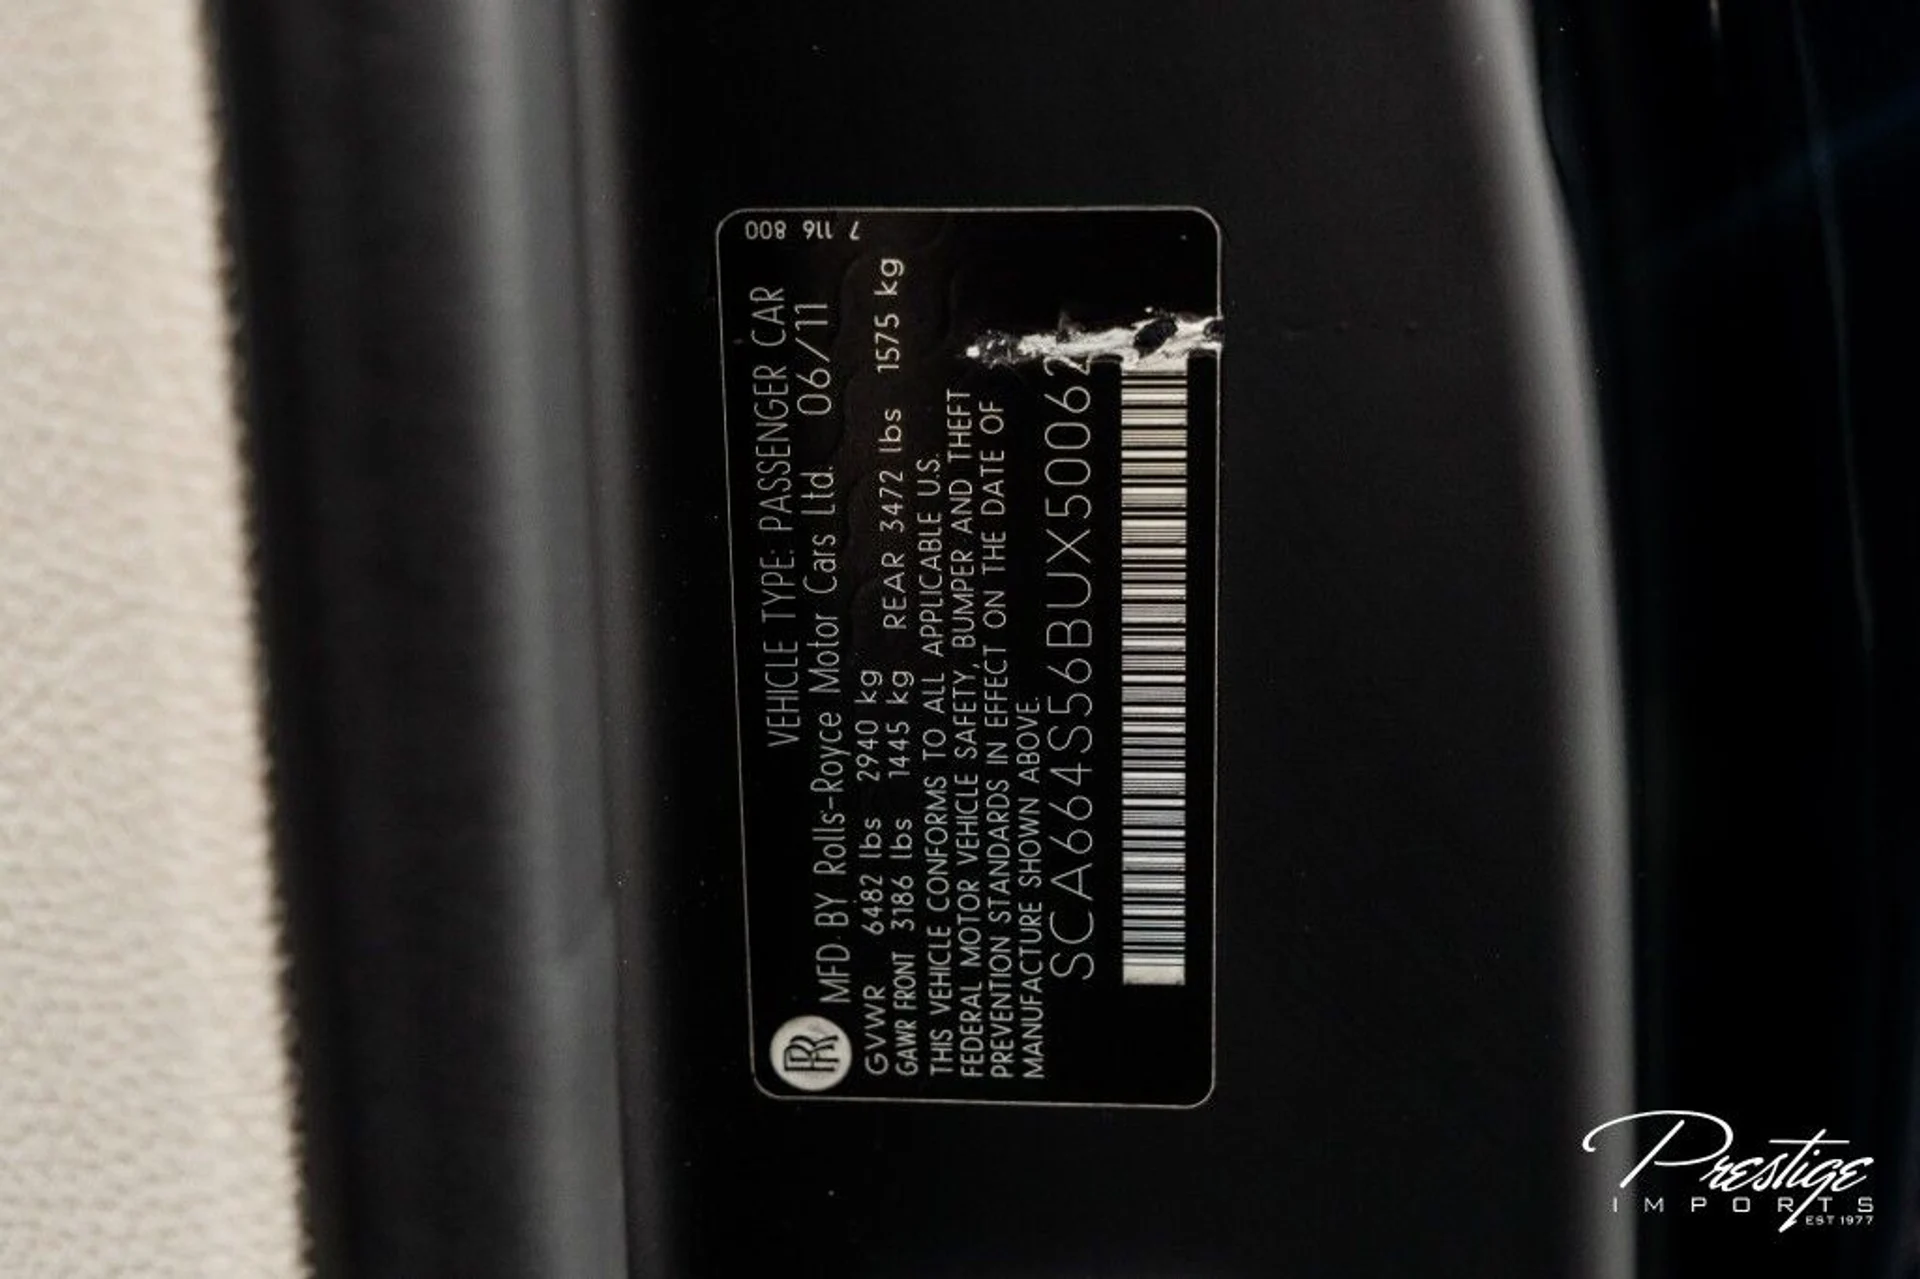 7 116 800
VEHICLE TYPE: PASSENGER CAR
MFD BY Rolls-Royce Motor Cars Ltd. 06/11
GVWR 6482 lbs 2940 kg
GAWR FRONT 3186 lbs 1445 kg REAR 3472 lbs 1575 kg
THIS VEHICLE CONFORMS TO ALL APPLICABLE U.S.
FEDERAL MOTOR VEHICLE SAFETY, BUMPER AND THEFT
PREVENTION STANDARDS IN EFFECT ON THE DATE OF
MANUFACTURE SHOWN ABOVE.
SCA664S56BUX50062
RR
Prestige
IMPORTS
EST 1977